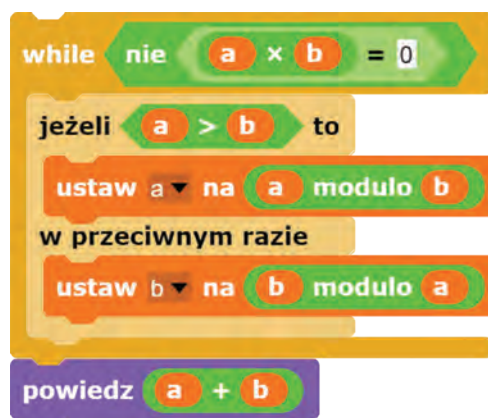 while nie a × b = 0
jeżeli a > b to
ustaw a na a modulo b
w przeciwnym razie
ustaw b na b modulo a
powiedz a + b